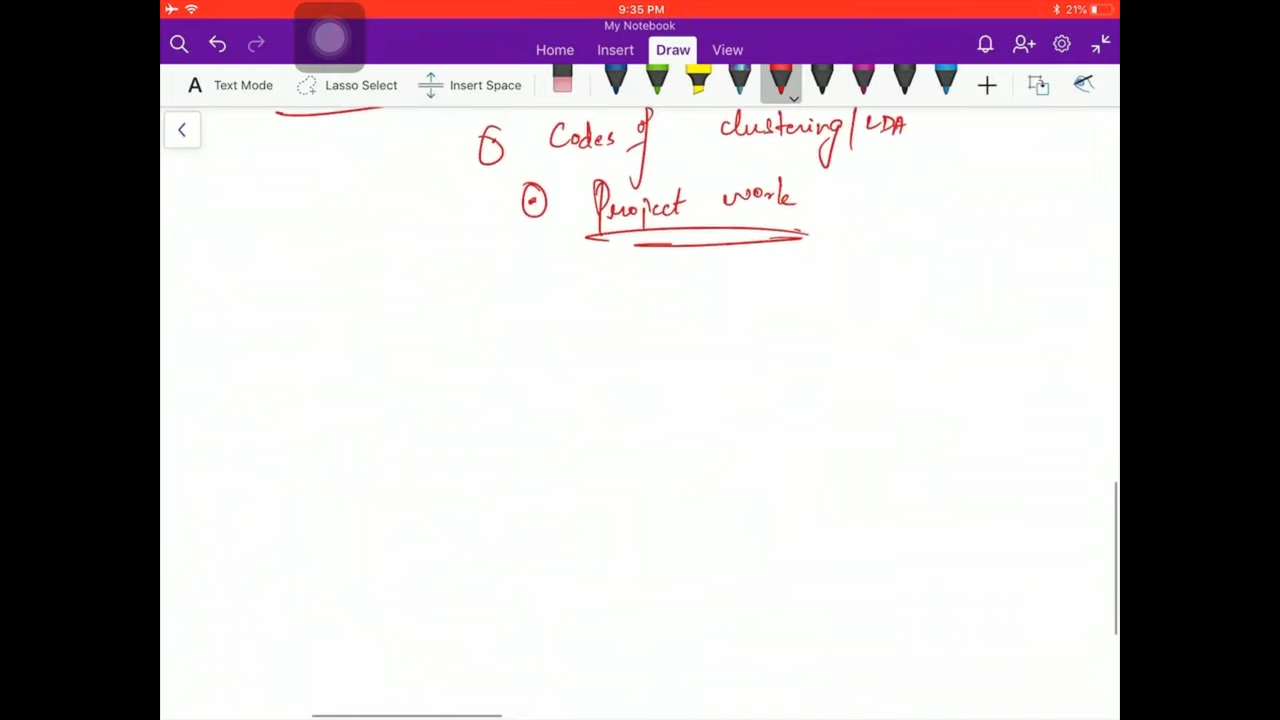 9:35 PM
21%
My Notebook
Home Insert Draw View
Text Mode Lasso Select Insert Space
Codes of clustering/LDA
Project work